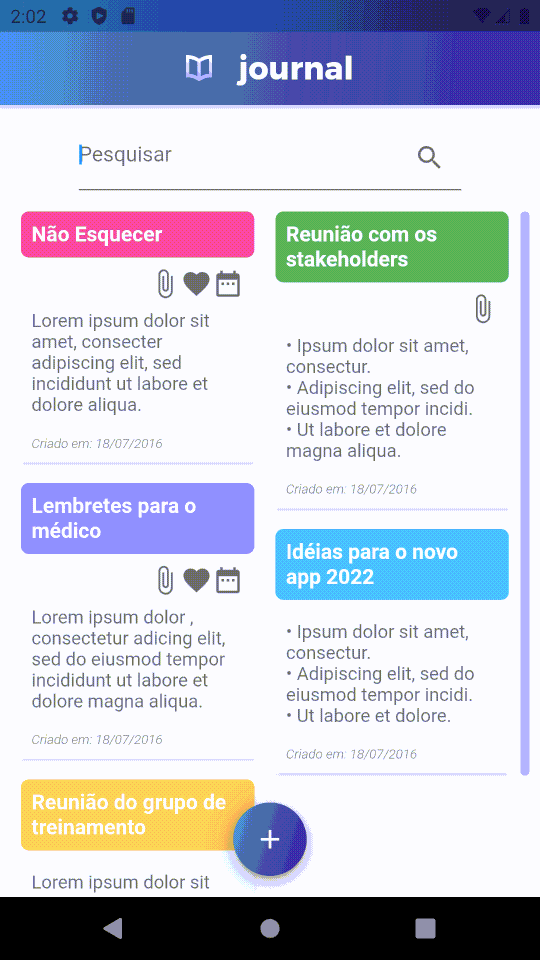 2:02
journal
Pesquisar
Não Esquecer
Lorem ipsum dolor sit
amet, consecter
adipiscing elit, sed
incididunt ut labore et
dolore aliqua.
Criado em: 18/07/2016
Lembretes para o
médico
Lorem ipsum dolor ,
consectetur adicing elit,
sed do eiusmod tempor
incididunt ut labore et
dolore magna aliqua.
Criado em: 18/07/2016
Reunião do grupo de
treinamento
Lorem ipsum dolor sit
Reunião com os
stakeholders
• Ipsum dolor sit amet,
consectur.
• Adipiscing elit, sed do
eiusmod tempor incidi.
• Ut labore et dolore
magna aliqua.
Criado em: 18/07/2016
Idéias para o novo
app 2022
• Ipsum dolor sit amet,
consectur.
• Adipiscing elit, sed do
eiusmod tempor incidi.
• Ut labore et dolore.
Criado em: 18/07/2016